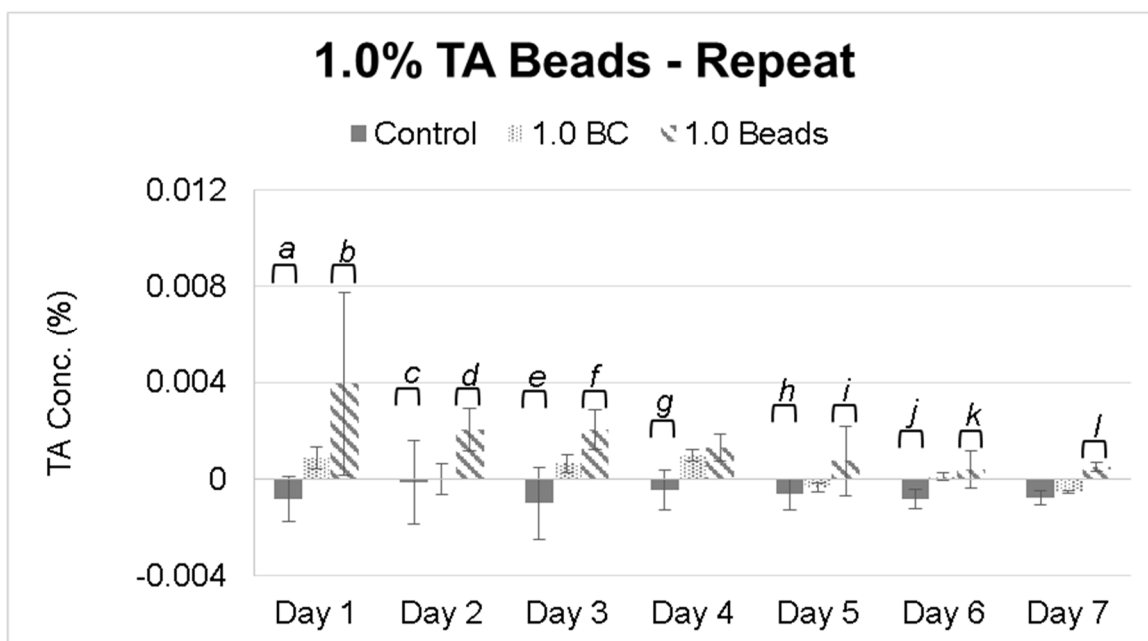 1.0% TA Beads - Repeat
Control 1.0 BC 1.0 Beads
0.012
0.008
0.004
0
-0.004
TA Conc. (%)
a b c d e f g h i j k l
Day 1 Day 2 Day 3 Day 4 Day 5 Day 6 Day 7